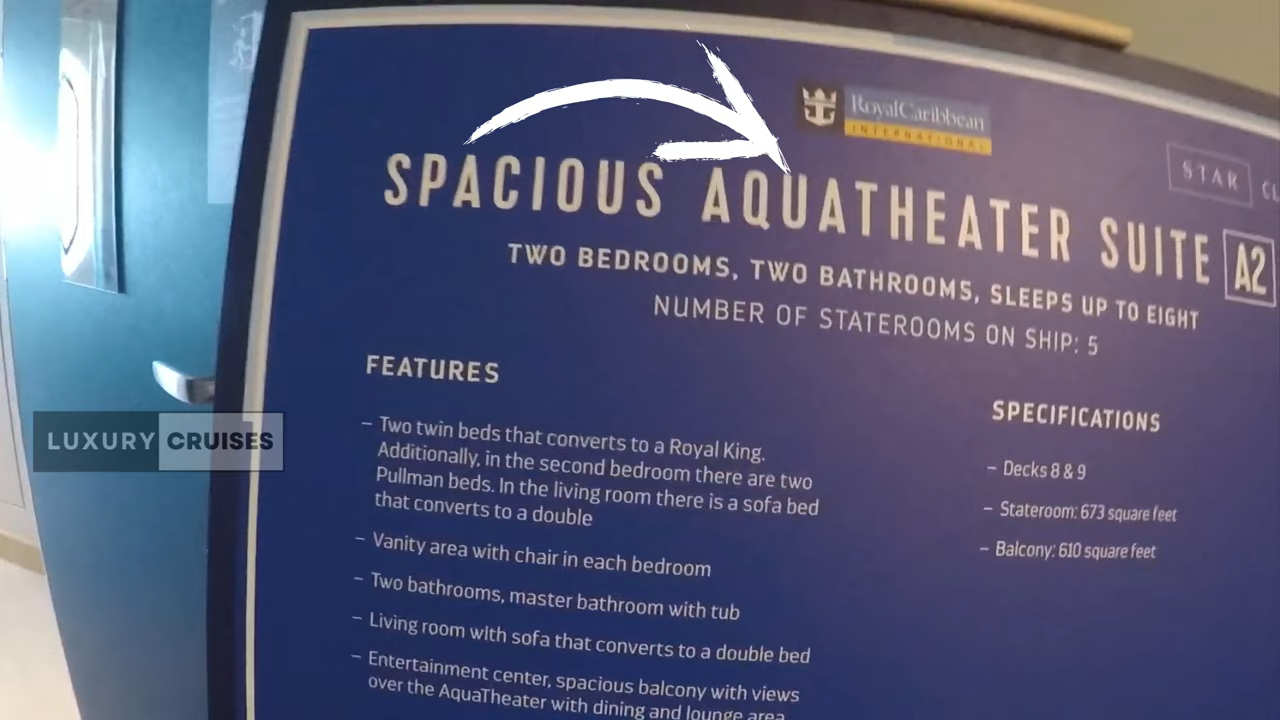 RoyalCaribbean
INTERNATIONAL
STAR
SPACIOUS AQUATHEATER SUITE A2
TWO BEDROOMS, TWO BATHROOMS, SLEEPS UP TO EIGHT
NUMBER OF STATEROOMS ON SHIP: 5
FEATURES
– Two twin beds that converts to a Royal King.
Additionally, in the second bedroom there are two
Pullman beds. In the living room there is a sofa bed
that converts to a double
– Vanity area with chair in each bedroom
– Two bathrooms, master bathroom with tub
– Living room with sofa that converts to a double bed
– Entertainment center, spacious balcony with views
over the AquaTheater with dining and lounge area
SPECIFICATIONS
– Decks 8 & 9
– Stateroom: 673 square feet
– Balcony: 610 square feet
LUXURY CRUISES